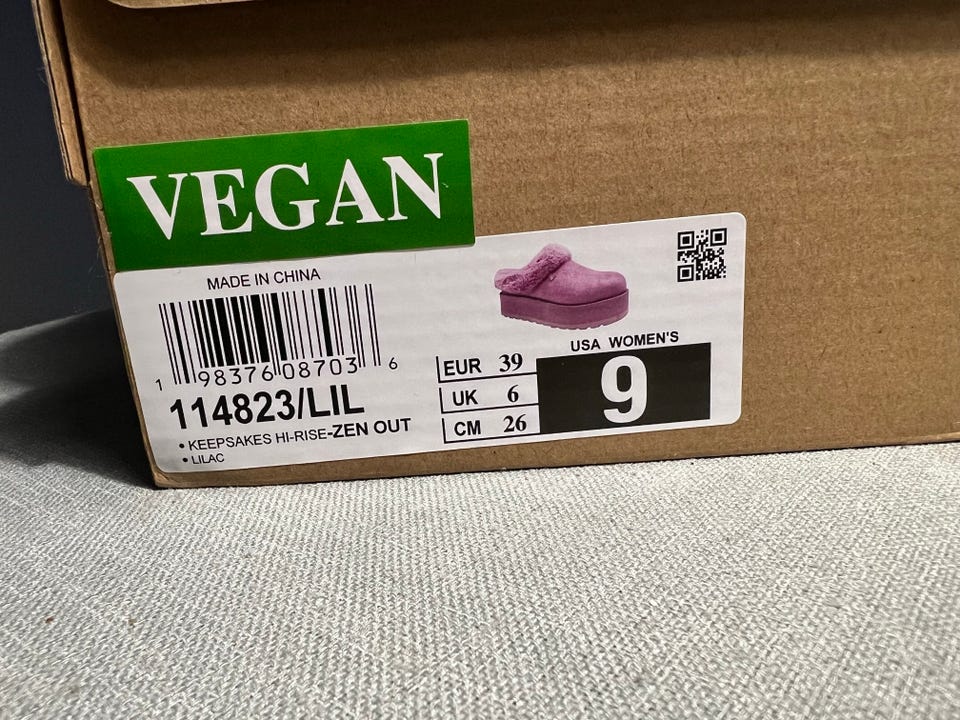 VEGAN
MADE IN CHINA
1 98376 08703 6
114823/LIL
• KEEPSAKES HI-RISE-ZEN OUT
• LILAC
USA WOMEN'S
EUR 39
UK 6
CM 26
9